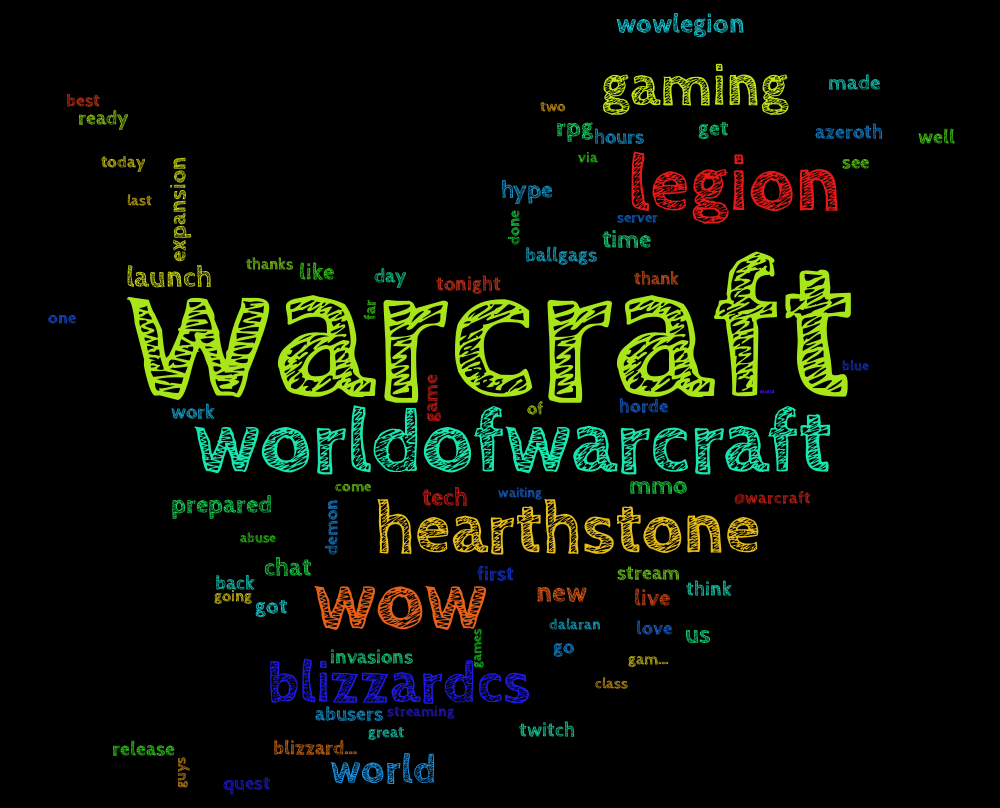 wowlegion
gaming
made
best
two
ready
rpg
hours
get
azeroth
well
today
via
see
expansion
legion
hype
last
server
done
time
ballgags
thanks
like
launch
day
tonight
thank
far
one
warcraft
blue
...
game
work
of
horde
worldofwarcraft
come
waiting
mmo
tech
@warcraft
prepared
demon
hearthstone
abuse
chat
first
stream
back
think
going
got
wow
new
live
dalaran
love
us
games
go
invasions
gam...
blizzardcs
class
abusers
streaming
great
twitch
release
blizzard...
guys
world
quest